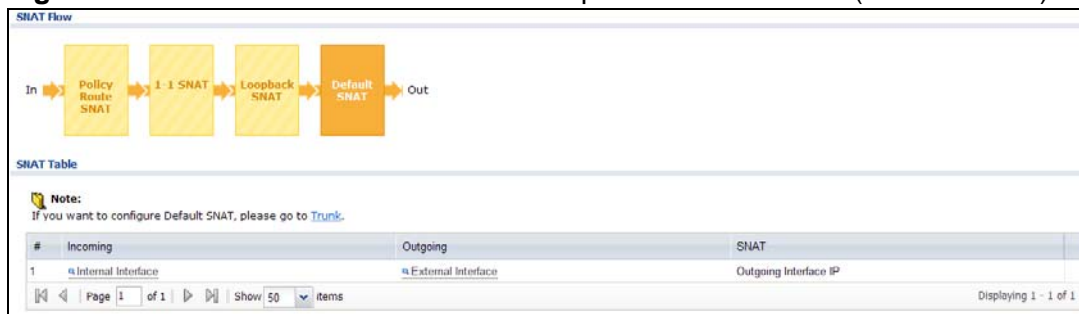 SNAT Flow
In
Policy
Route
SNAT
1-1 SNAT
Loopback
SNAT
Default
SNAT
Out
SNAT Table
Note:
If you want to configure Default SNAT, please go to Trunk.
# Incoming Outgoing SNAT
1 Internal Interface External Interface Outgoing Interface IP
Page 1 of 1 Show 50 items Displaying 1 - 1 of 1